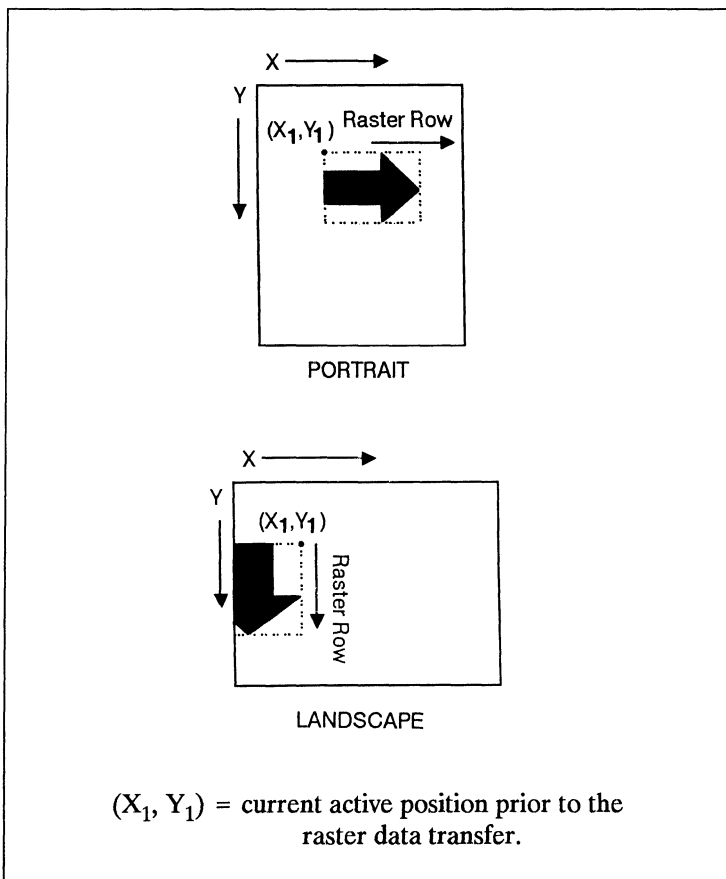 X
Y
(X1,Y1)
Raster Row
PORTRAIT
X
Y
(X1,Y1)
Raster Row
LANDSCAPE
(X1, Y1) = current active position prior to the
raster data transfer.